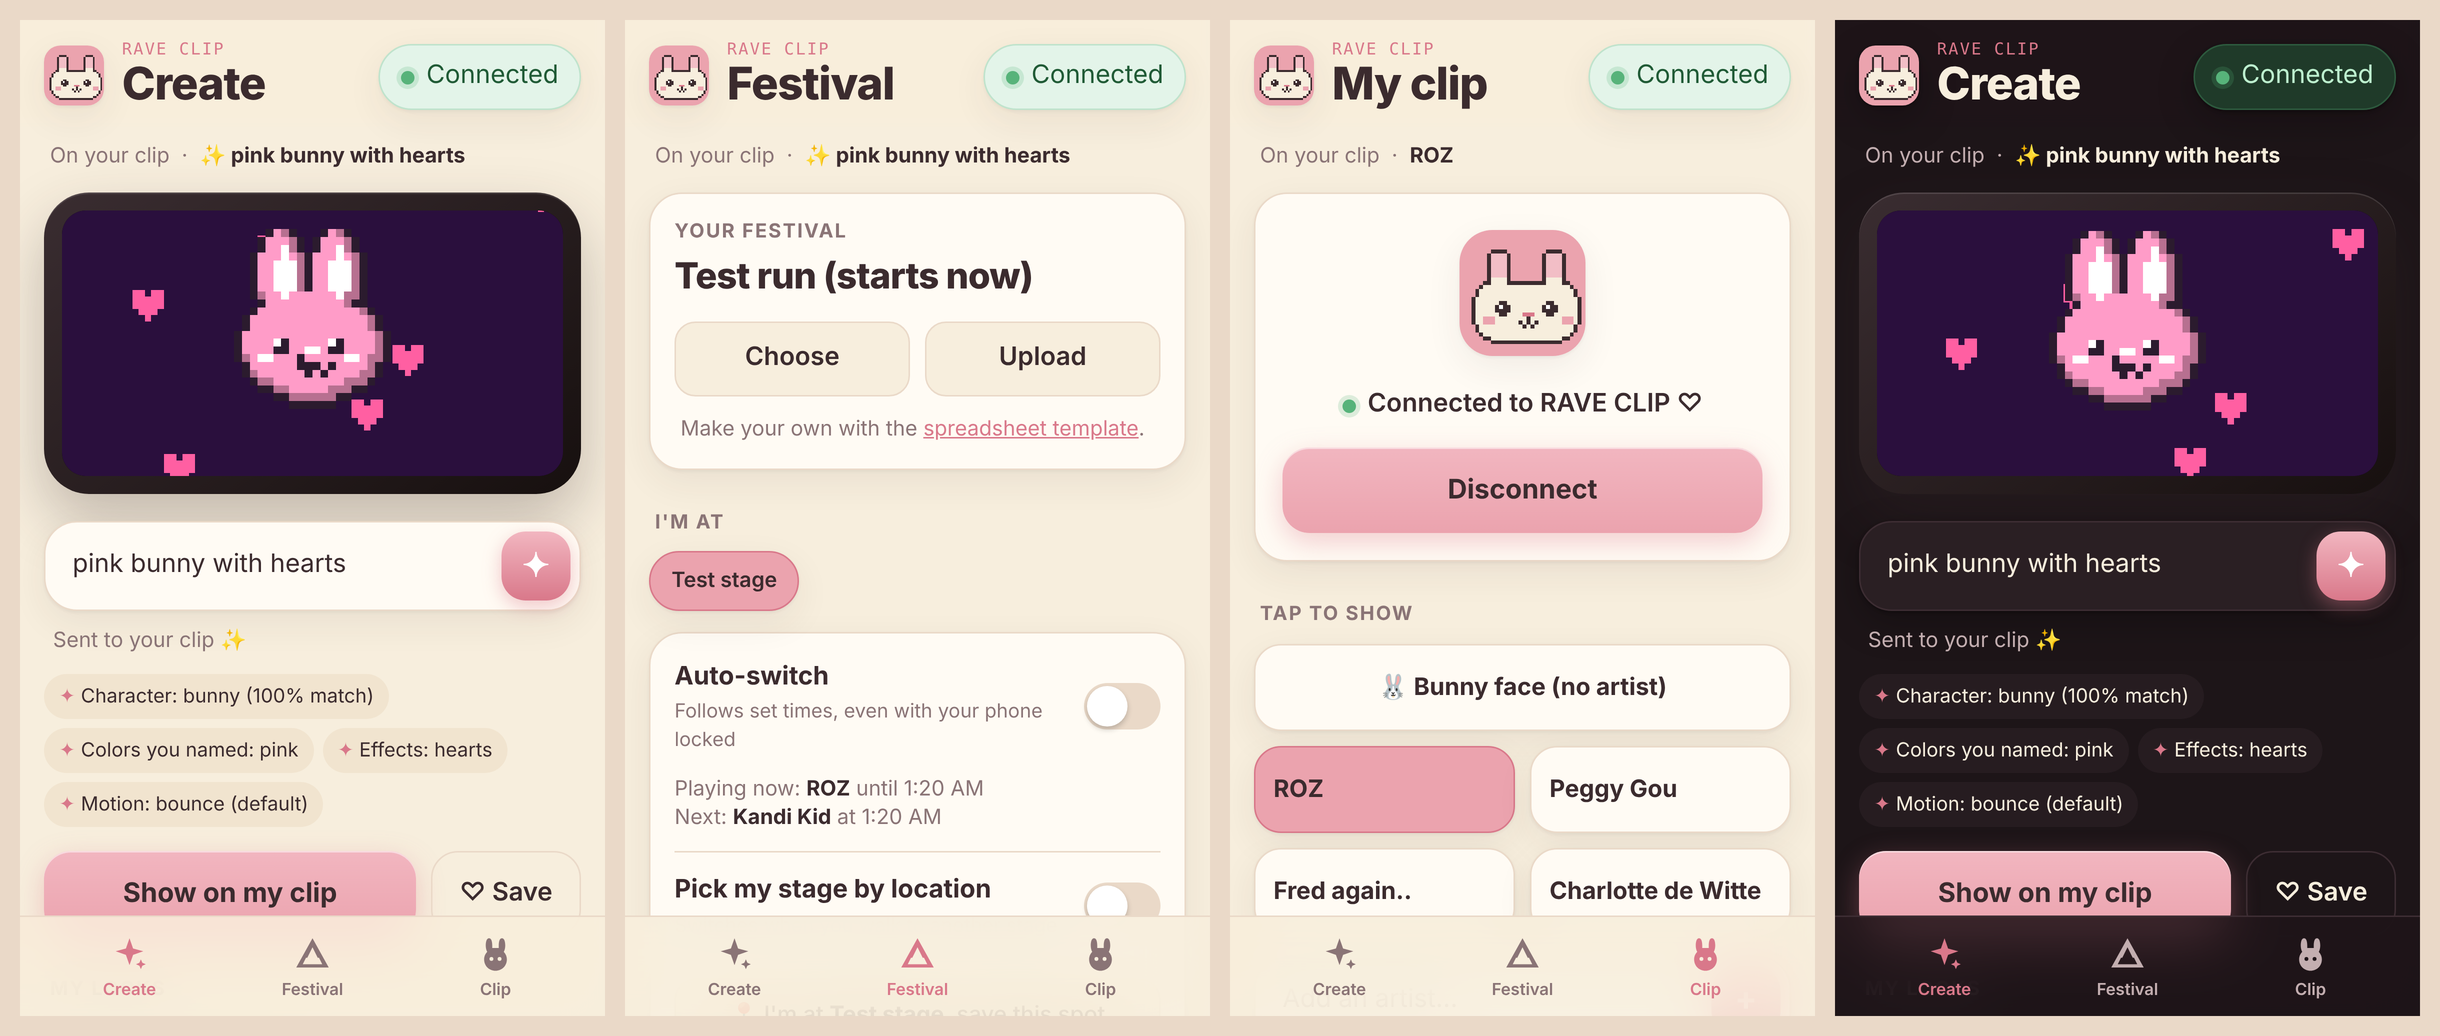 RAVE CLIP
Create
Connected
On your clip · ✨ pink bunny with hearts
pink bunny with hearts
Sent to your clip ✨
✦ Character: bunny (100% match)
✦ Colors you named: pink
✦ Effects: hearts
✦ Motion: bounce (default)
Show on my clip
♡ Save
Create
Festival
Clip
RAVE CLIP
Festival
Connected
On your clip · ✨ pink bunny with hearts
YOUR FESTIVAL
Test run (starts now)
Choose
Upload
Make your own with the spreadsheet template.
I'M AT
Test stage
Auto-switch
Follows set times, even with your phone
locked
Playing now: ROZ until 1:20 AM
Next: Kandi Kid at 1:20 AM
Pick my stage by location
I'm at Test stage, save this spot
Create
Festival
Clip
RAVE CLIP
My clip
Connected
On your clip · ROZ
Connected to RAVE CLIP ♡
Disconnect
TAP TO SHOW
🐰 Bunny face (no artist)
ROZ
Peggy Gou
Fred again..
Charlotte de Witte
Add an artist...
Create
Festival
Clip
RAVE CLIP
Create
Connected
On your clip · ✨ pink bunny with hearts
pink bunny with hearts
Sent to your clip ✨
✦ Character: bunny (100% match)
✦ Colors you named: pink
✦ Effects: hearts
✦ Motion: bounce (default)
Show on my clip
♡ Save
Create
Festival
Clip